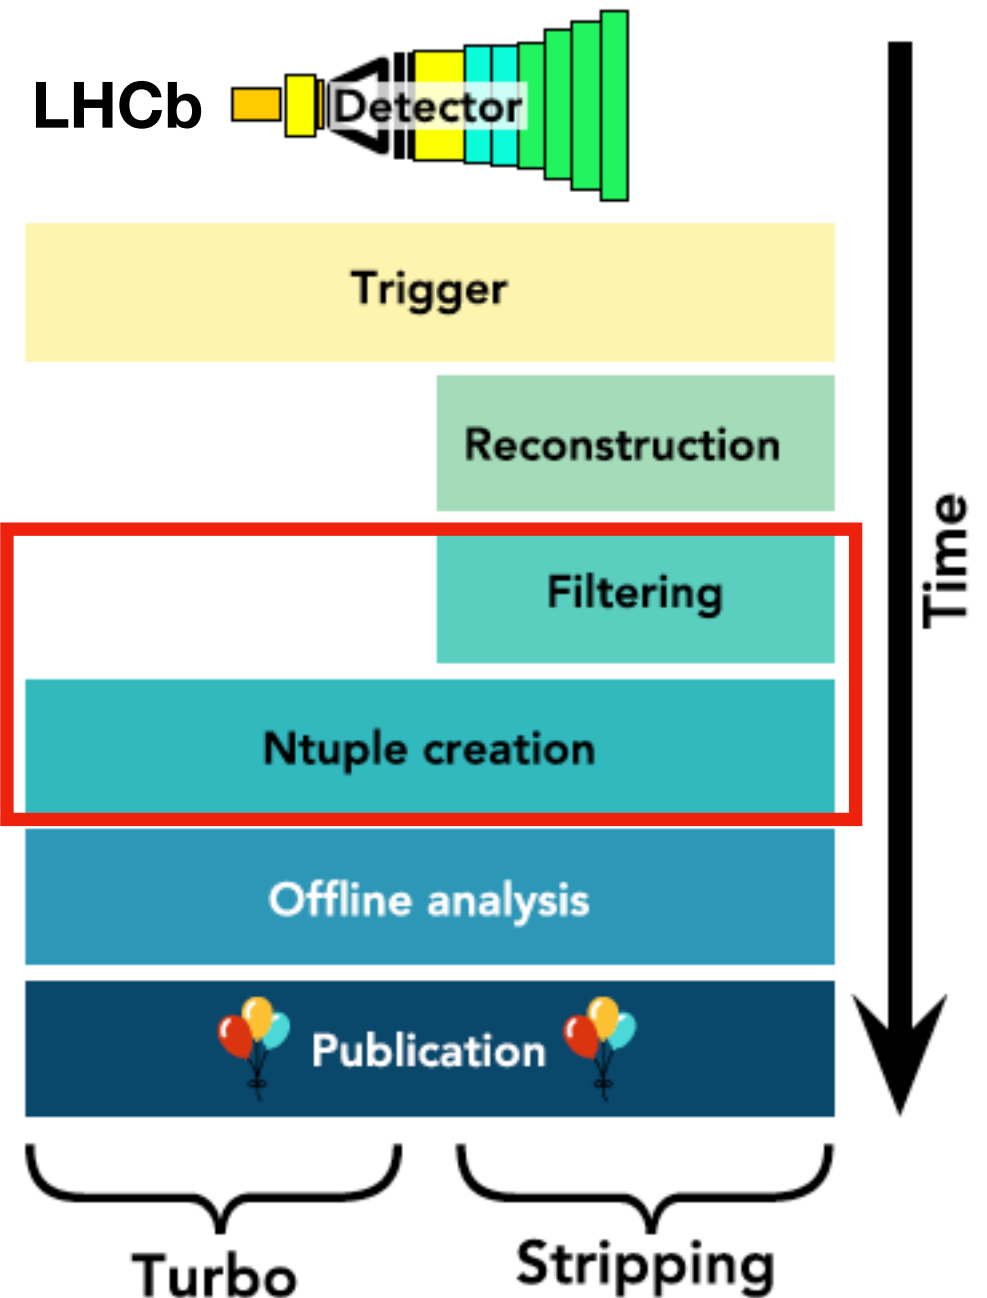 LHCb
Detector
Trigger
Reconstruction
Filtering
Ntuple creation
Offline analysis
Publication
Time
Turbo
Stripping